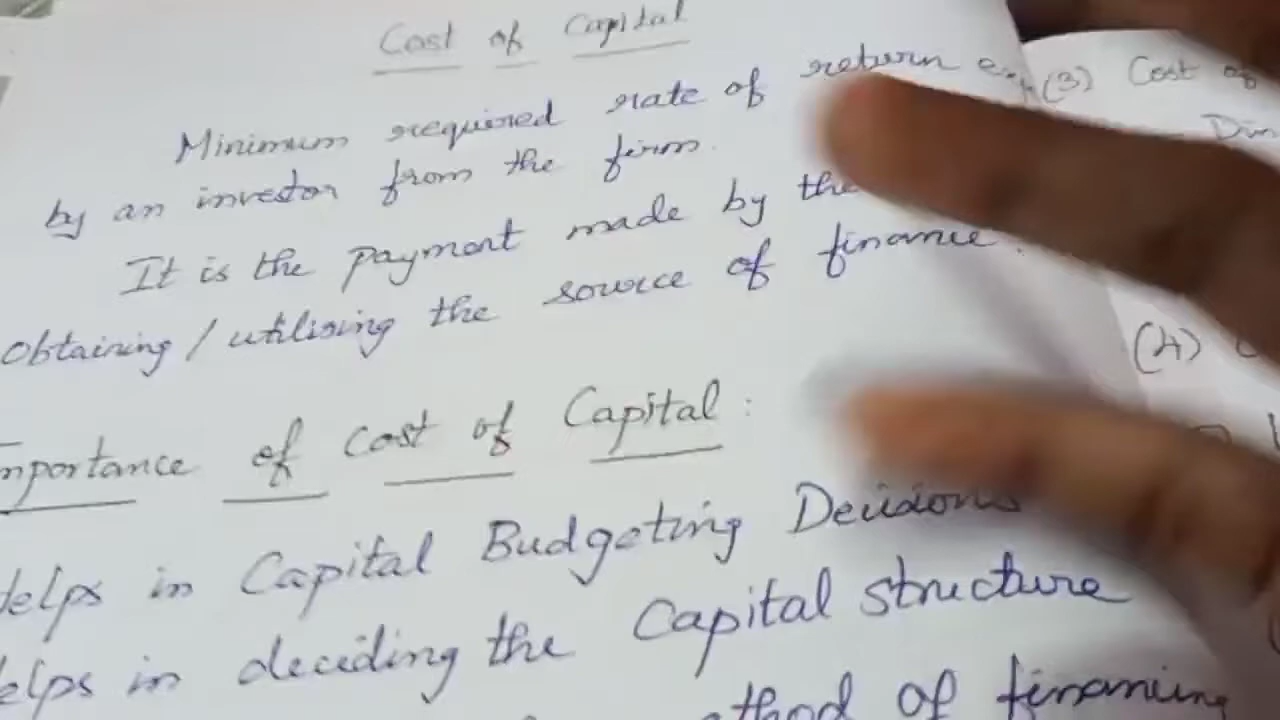 Cost of Capital
Minimum required rate of return
by an investor from the firm.
It is the payment made by the
Obtaining / utilising the source of finance.
mportance of Cost of Capital :
Helps in Capital Budgeting Decisions
elps in deciding the Capital structure
thod of financing
(3) Cost of
(4)